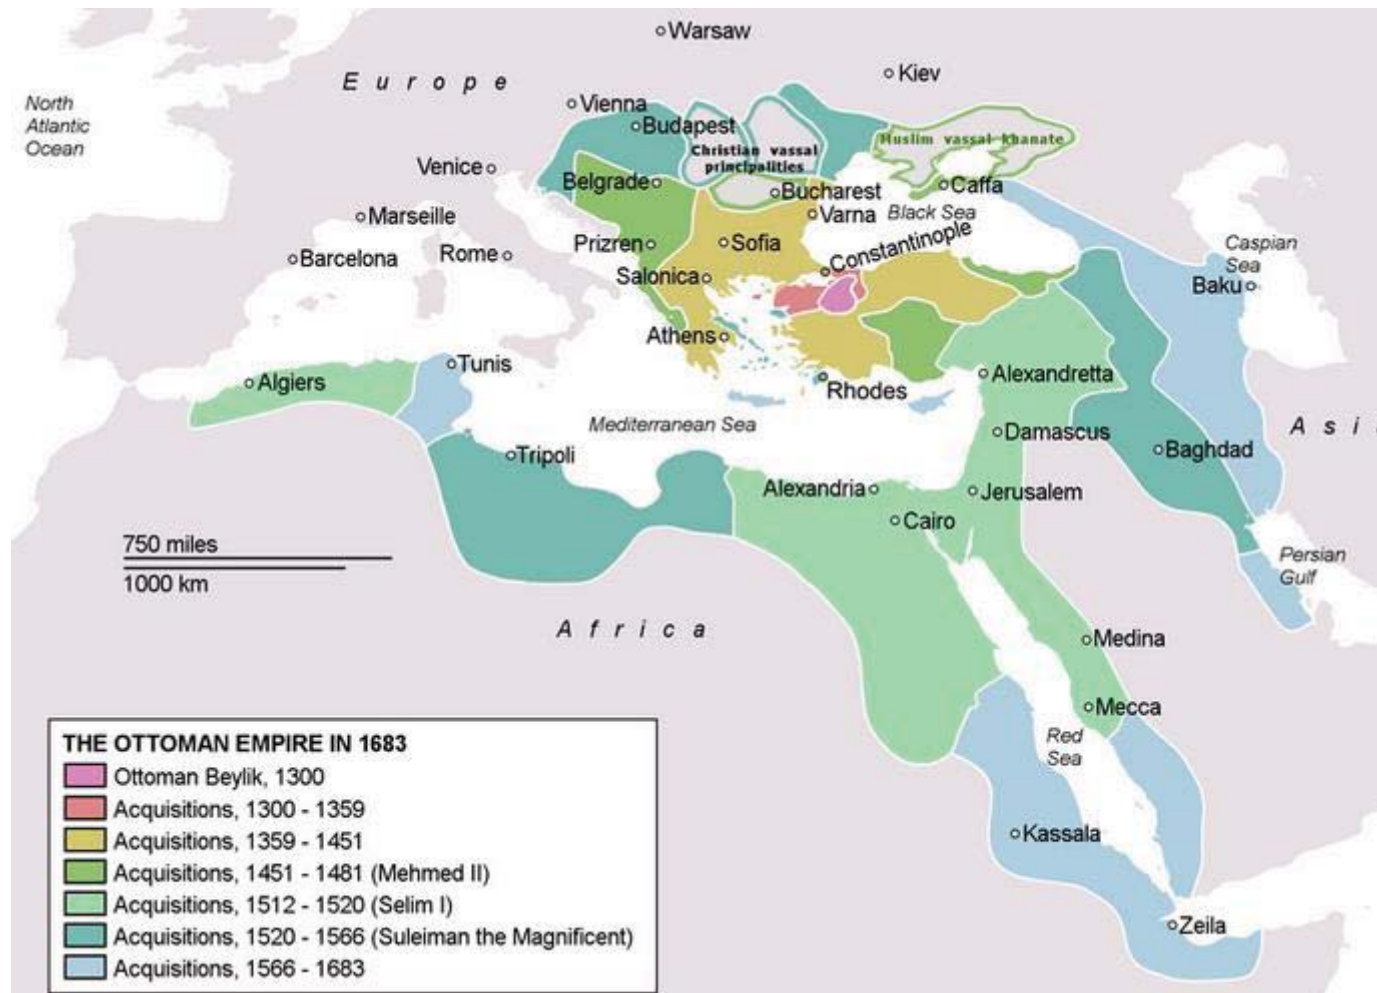 Warsaw
Kiev
Europe
North
Atlantic
Ocean
Vienna
Budapest
Christian vassal
principalities
Muslim vassal khanate
Venice
Belgrade
Bucharest
Caffa
Varna
Black Sea
Marseille
Barcelona
Rome
Prizren
Sofia
Constantinople
Salonica
Caspian
Sea
Baku
Athens
Tunis
Algiers
Rhodes
Alexandretta
Mediterranean Sea
Damascus
Asi
Tripoli
Baghdad
Alexandria
Jerusalem
Cairo
750 miles
1000 km
Persian
Gulf
Africa
Medina
Mecca
Red
Sea
Kassala
Zeila
THE OTTOMAN EMPIRE IN 1683
Ottoman Beylik, 1300
Acquisitions, 1300 - 1359
Acquisitions, 1359 - 1451
Acquisitions, 1451 - 1481 (Mehmed II)
Acquisitions, 1512 - 1520 (Selim I)
Acquisitions, 1520 - 1566 (Suleiman the Magnificent)
Acquisitions, 1566 - 1683